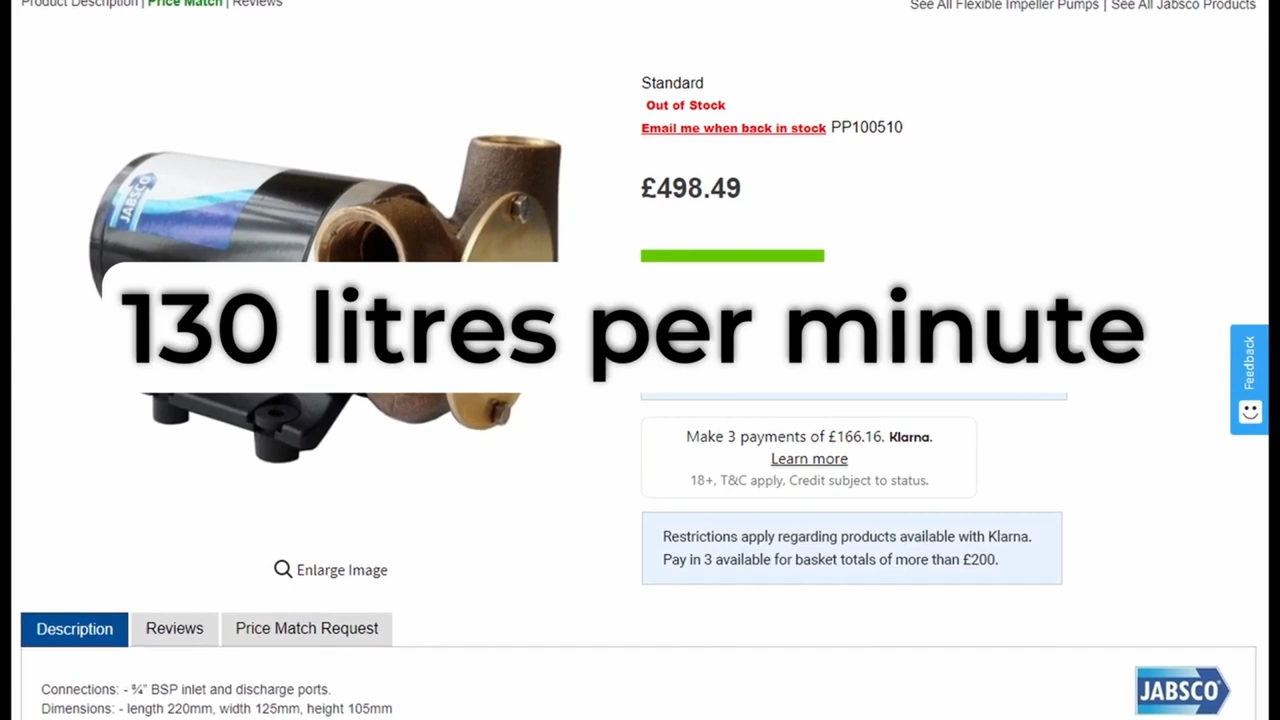 Product Description | Price Match | Reviews
See All Flexible Impeller Pumps | See All Jabsco Products
Standard
Out of Stock
Email me when back in stock PP100510
£498.49
JABSCO
130 litres per minute
Feedback
Make 3 payments of £166.16. Klarna.
Learn more
18+, T&C apply, Credit subject to status.
Restrictions apply regarding products available with Klarna.
Pay in 3 available for basket totals of more than £200.
Enlarge Image
Description
Reviews
Price Match Request
Connections: - ¾" BSP inlet and discharge ports.
Dimensions: - length 220mm, width 125mm, height 105mm
JABSCO